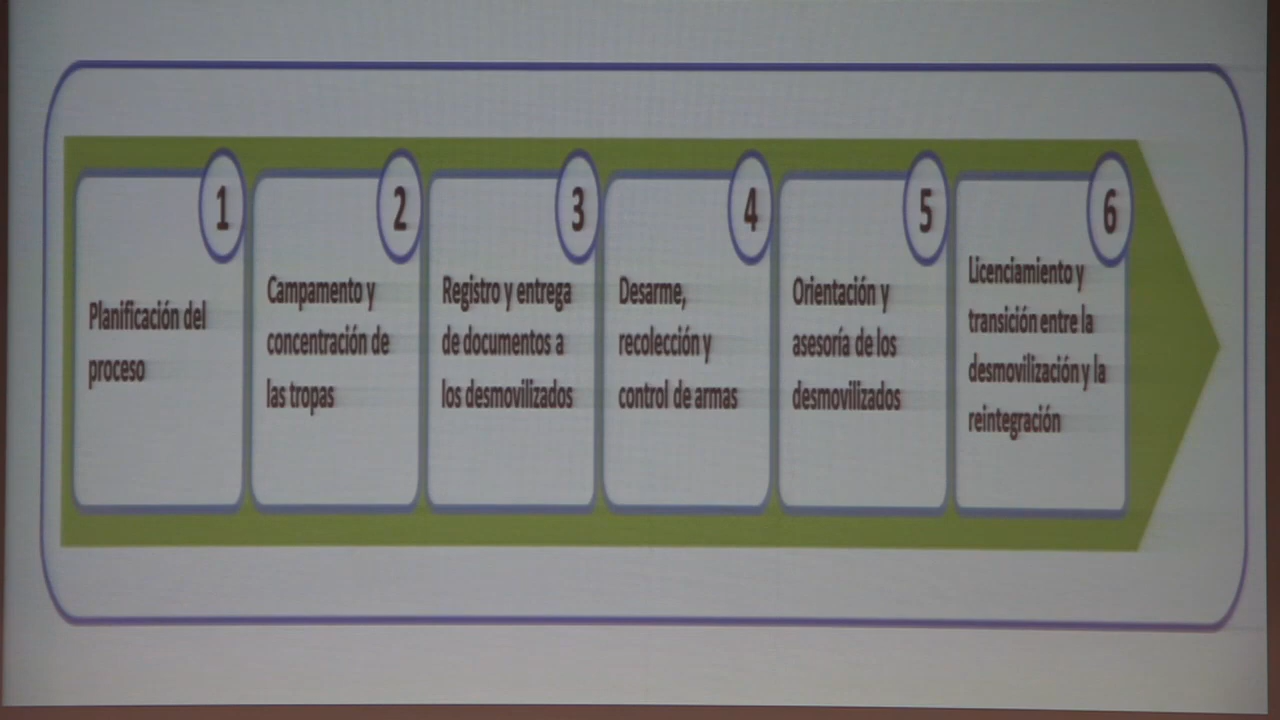 1
Planificación del
proceso
2
Campamento y
concentración de
las tropas
3
Registro y entrega
de documentos a
los desmovilizados
4
Desarme,
recolección y
control de armas
5
Orientación y
asesoría de los
desmovilizados
6
Licenciamiento y
transición entre la
desmovilización y la
reintegración